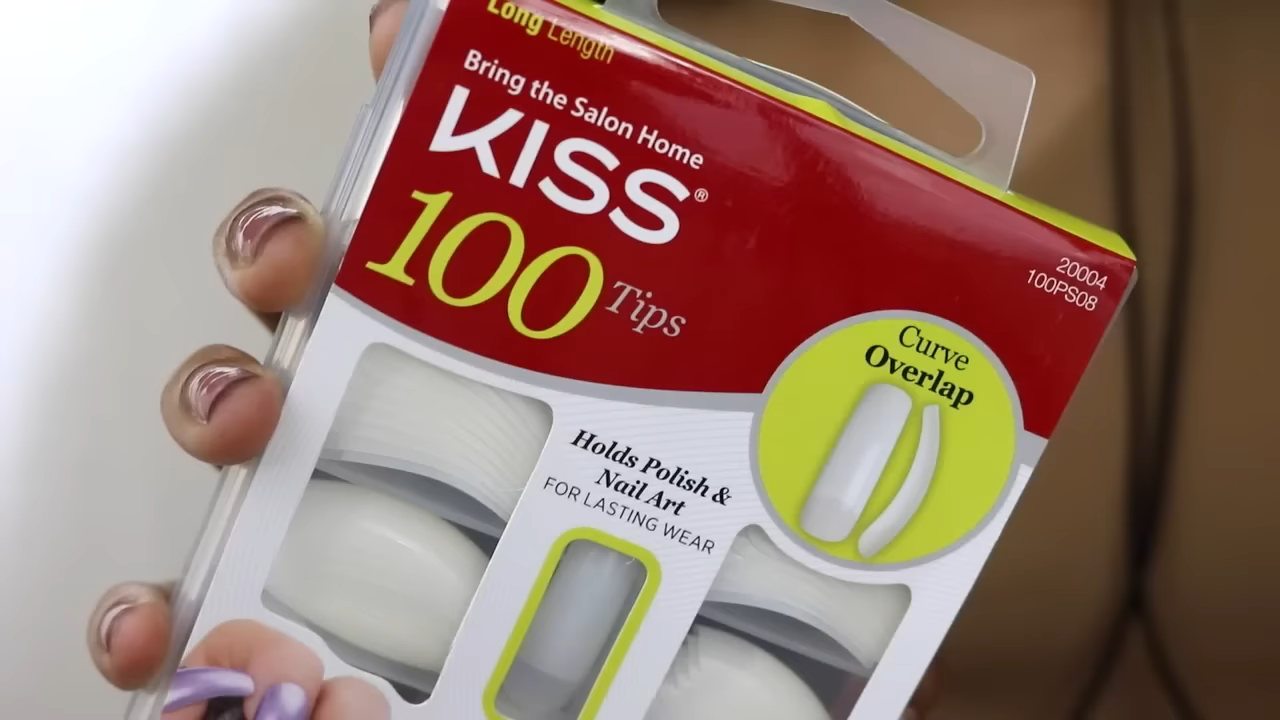 Long Length
Bring the Salon Home
KISS®
100 Tips
20004
100PS08
Curve
Overlap
Holds Polish &
Nail Art
FOR LASTING WEAR